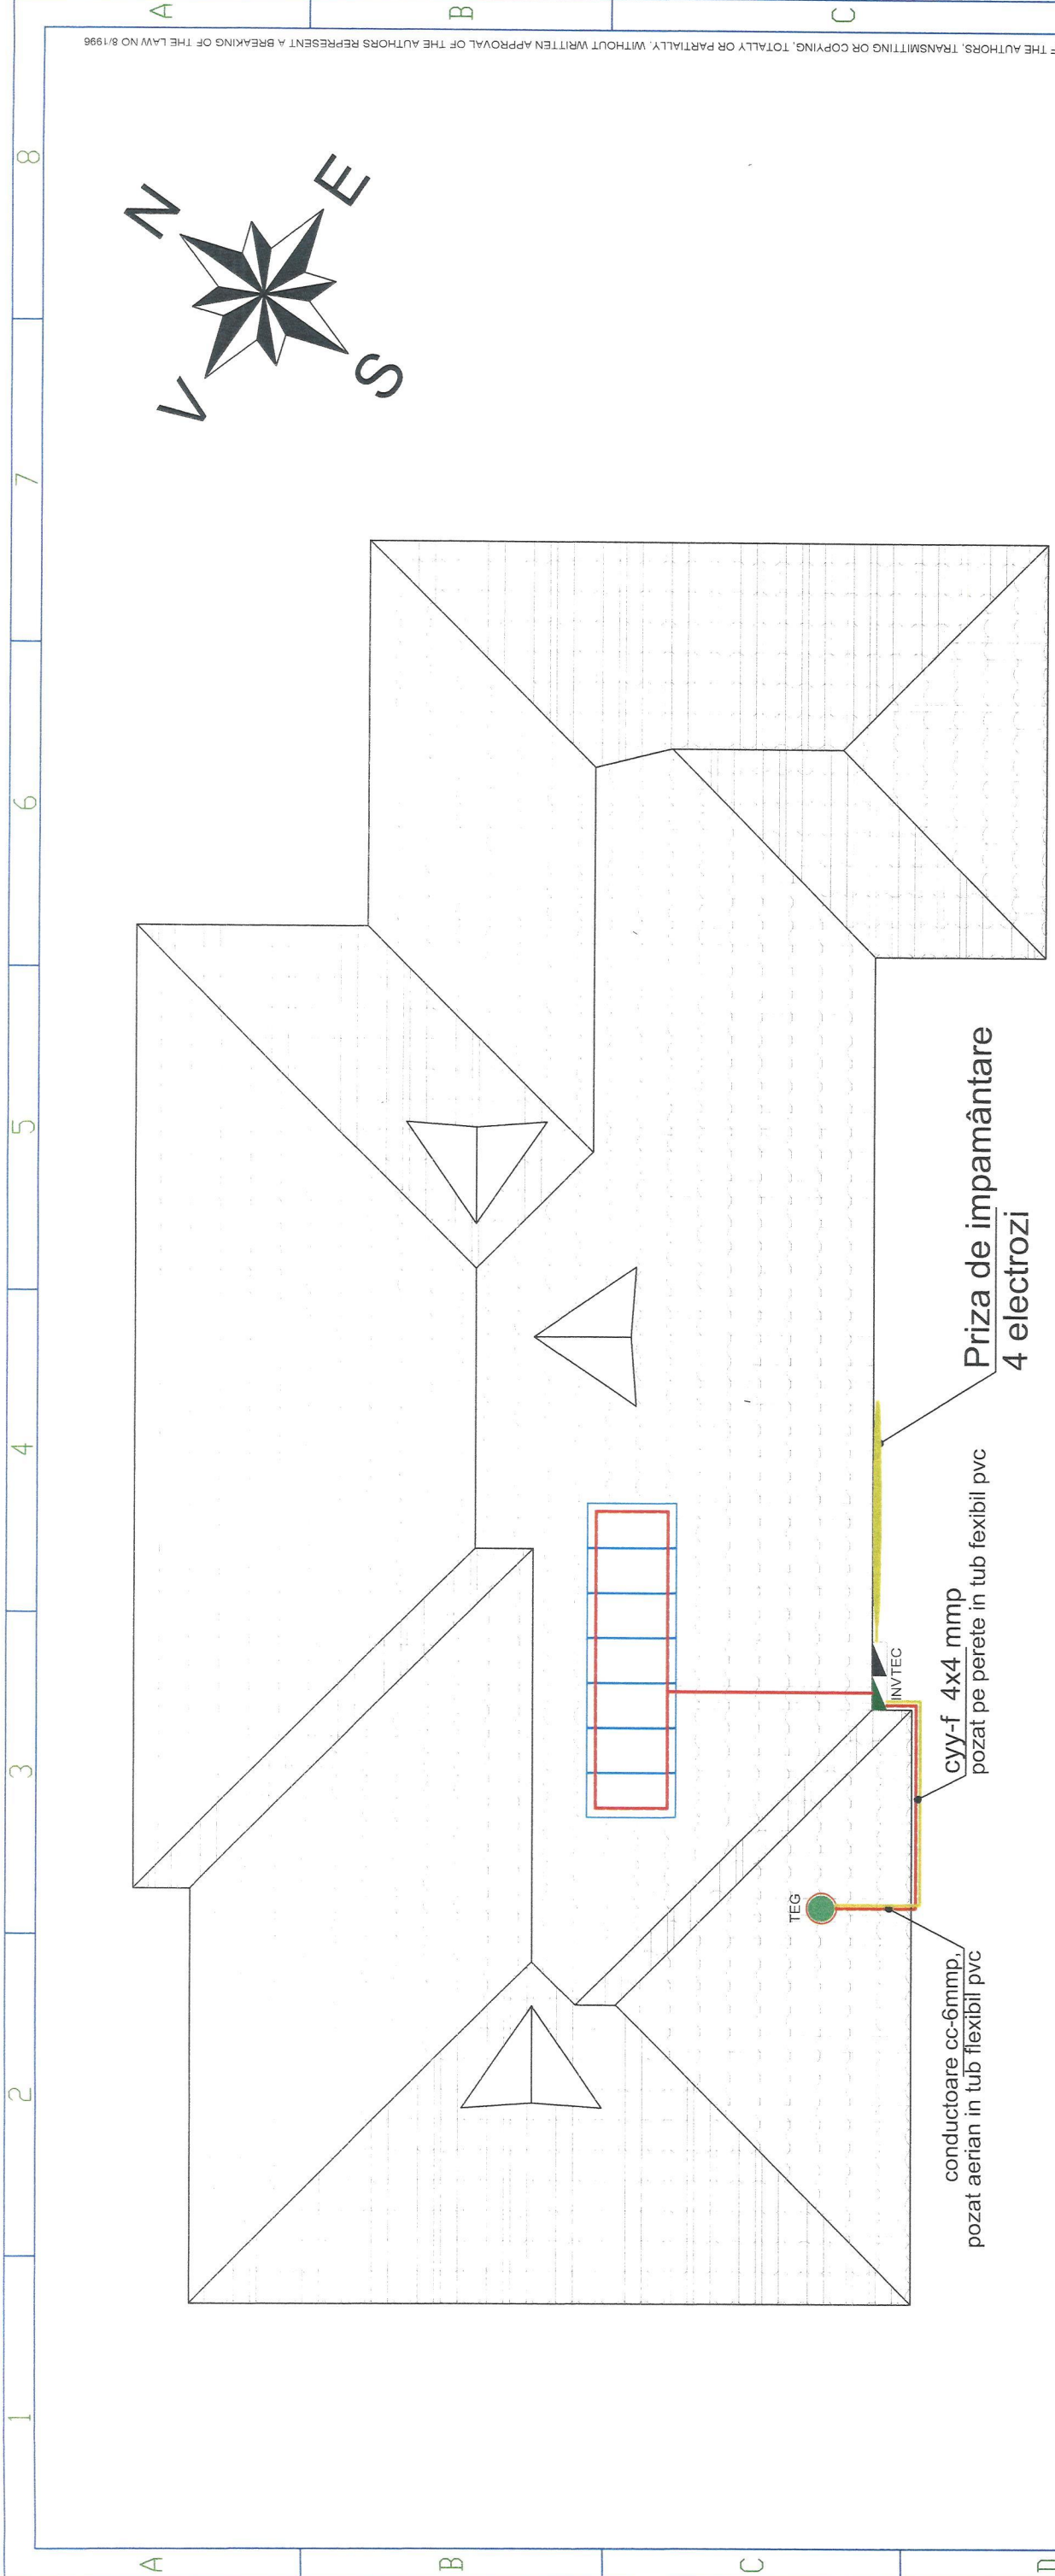 A
B
C
F THE AUTHORS, TRANSMITTING OR COPYING, TOTALLY OR PARTIALLY, WITHOUT WRITTEN APPROVAL OF THE AUTHORS REPRESENT A BREAKING OF THE LAW NO 8/1996
8
7
6
5
4
3
2
1
N
E
S
V
Priza de impamântare
4 electrozi
cyy-f 4x4 mmp
pozat pe perete in tub fexibil pvc
INV
TEC
TEG
conductoare cc-6mmp,
pozat aerian in tub flexibil pvc
A
B
C
D